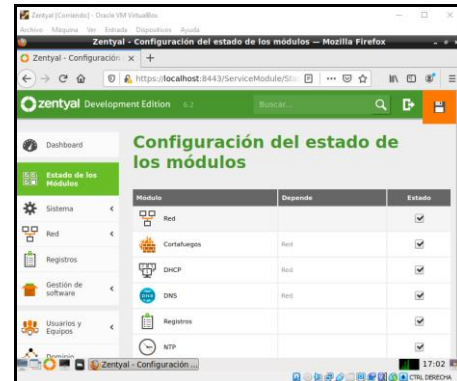 Zentyal [Corriendo] - Oracle VM VirtualBox
Archivo Máquina Ver Entrada Dispositivos Ayuda
Zentyal - Configuración del estado de los módulos — Mozilla Firefox
Zentyal - Configuración
https://localhost:8443/ServiceModule/Sta
zentyal Development Edition 6.2
Buscar...
Dashboard
Estado de los
Módulos
Sistema
Red
Registros
Gestión de
software
Usuarios y
Equipos
Dominio
Configuración del estado de
los módulos
Módulo Depende Estado
Red
Cortafuegos Red
DHCP Red
DNS Red
Registros
NTP
Zentyal - Configuración ...
17:02
CTRL DERECHA